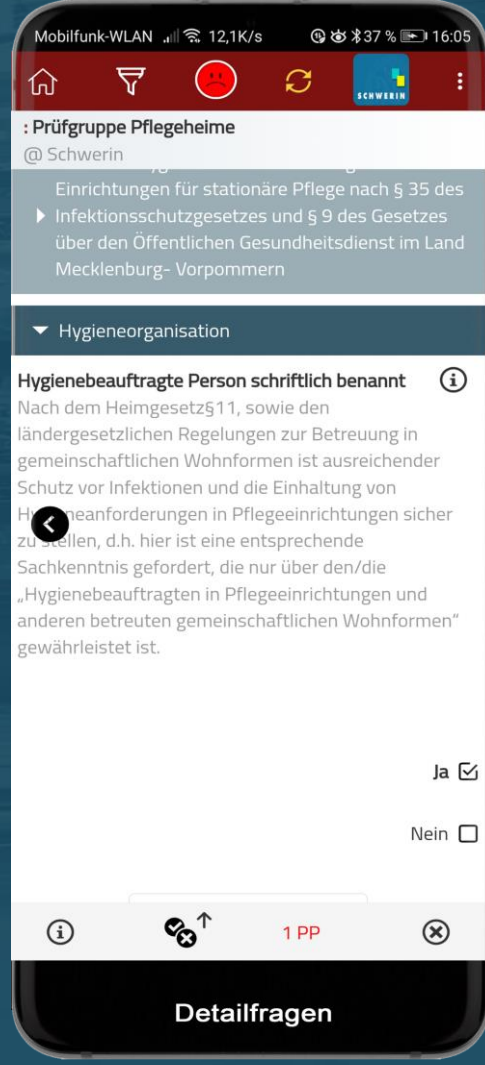 Mobilfunk-WLAN 12,1K/s 37 % 16:05
SCHWERIN
: Prüfgruppe Pflegeheime
@ Schwerin
Einrichtungen für stationäre Pflege nach § 35 des
Infektionsschutzgesetzes und § 9 des Gesetzes
über den Öffentlichen Gesundheitsdienst im Land
Mecklenburg- Vorpommern
Hygieneorganisation
Hygienebeauftragte Person schriftlich benannt
Nach dem Heimgesetz§11, sowie den
ländergesetzlichen Regelungen zur Betreuung in
gemeinschaftlichen Wohnformen ist ausreichender
Schutz vor Infektionen und die Einhaltung von
Hygieneanforderungen in Pflegeeinrichtungen sicher
zu stellen, d.h. hier ist eine entsprechende
Sachkenntnis gefordert, die nur über den/die
„Hygienebeauftragten in Pflegeeinrichtungen und
anderen betreuten gemeinschaftlichen Wohnformen“
gewährleistet ist.
Ja
Nein
1 PP
Detailfragen